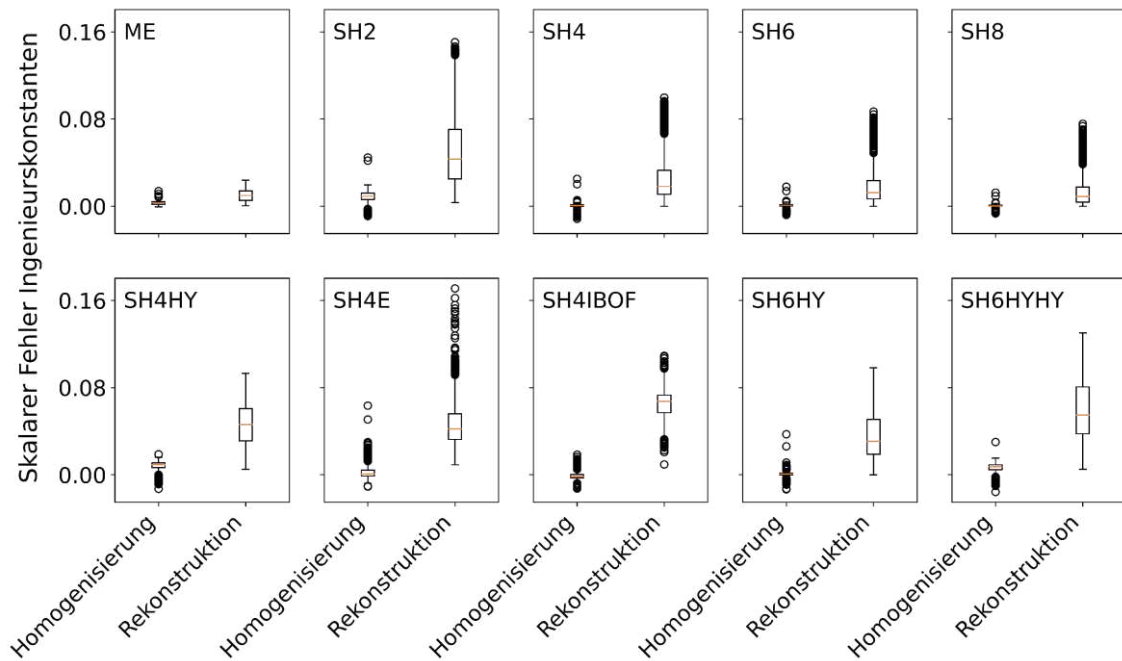 Skalarer Fehler Ingenieurskonstanten
0.16
0.08
0.00
ME
SH2
SH4
SH6
SH8
0.16
0.08
0.00
SH4HY
SH4E
SH4IBOF
SH6HY
SH6HYHY
Homogenisierung
Rekonstruktion
Homogenisierung
Rekonstruktion
Homogenisierung
Rekonstruktion
Homogenisierung
Rekonstruktion
Homogenisierung
Rekonstruktion